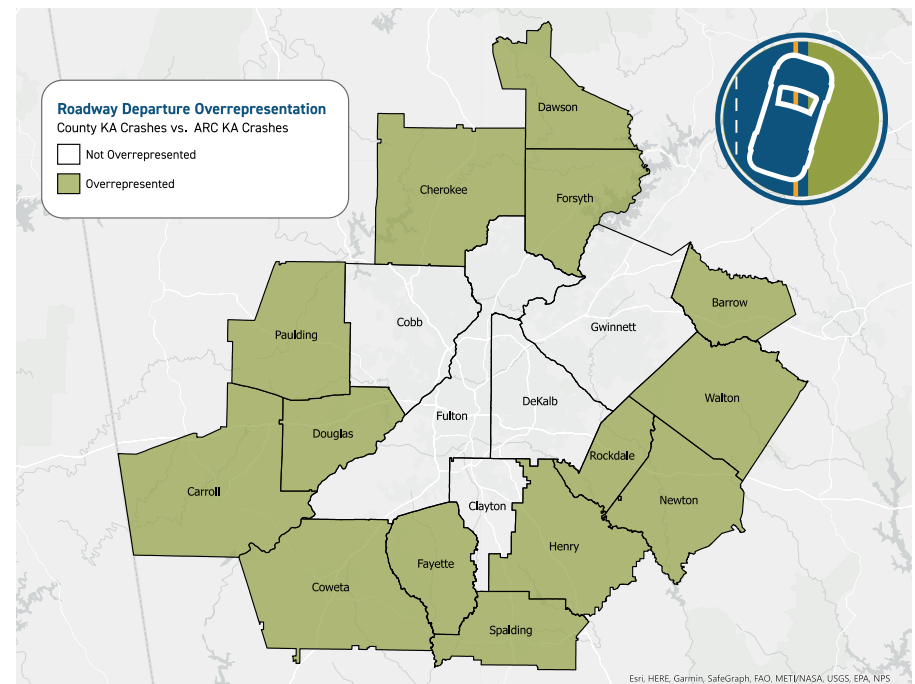 Roadway Departure Overrepresentation
County KA Crashes vs. ARC KA Crashes
Not Overrepresented
Overrepresented
Dawson
Cherokee
Forsyth
Barrow
Cobb
Gwinnett
Paulding
Walton
DeKalb
Fulton
Douglas
Rockdale
Carroll
Newton
Clayton
Henry
Fayette
Coweta
Spalding
Esri, HERE, Garmin, SafeGraph, FAO, METI/NASA, USGS, EPA, NPS